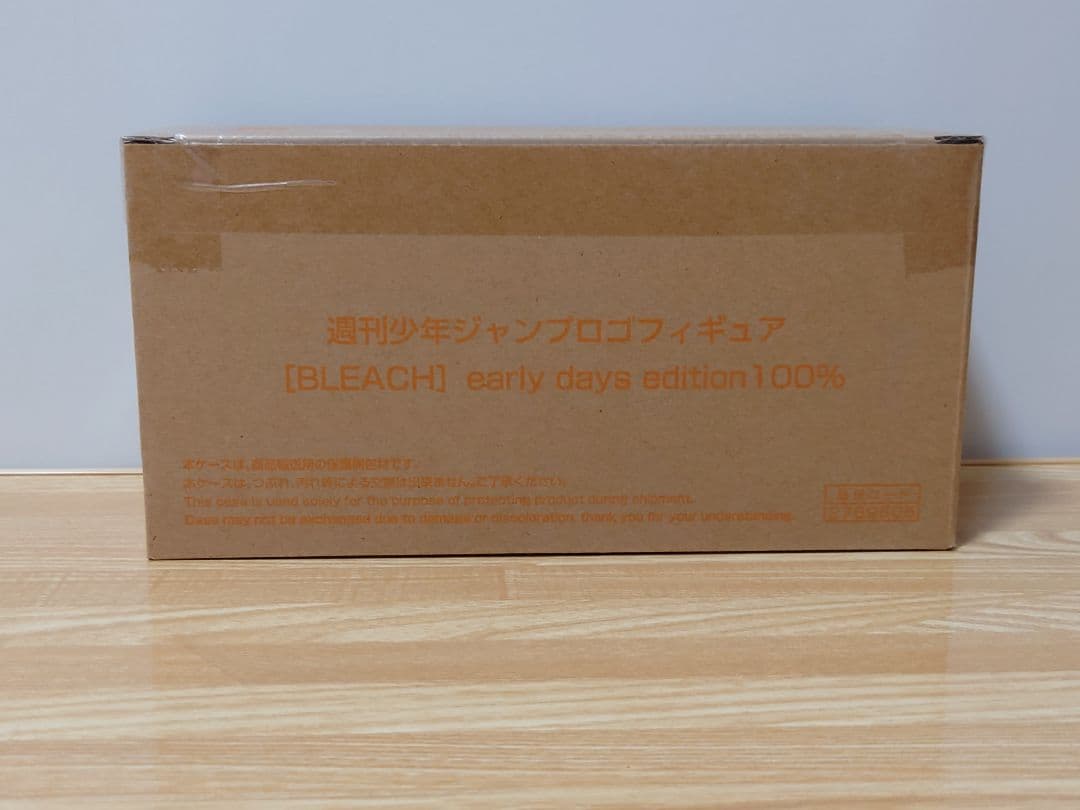 週刊少年ジャンプロゴフィギュア
[BLEACH] early days edition100%
本ケースは、商品輸送用の保護用包材です。
本ケースは、つぶれ、汚れ等による交換は出来ません。ご了承ください。
This case is used solely for the purpose of protecting product during shipment.
Case may not be exchanged due to damage or discoloration. thank you for your understanding.